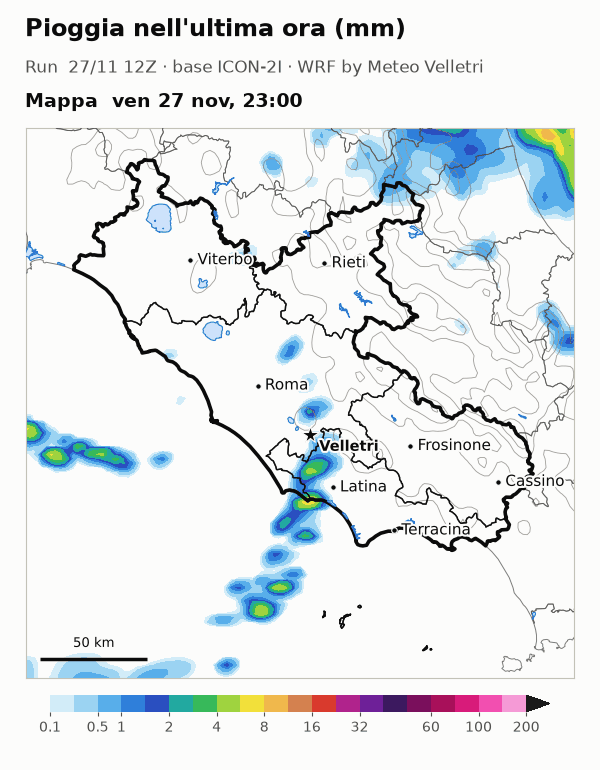 Pioggia nell'ultima ora (mm)
Run  27/11 12Z · base ICON-2I · WRF by Meteo Velletri
Mappa  ven 27 nov, 23:00
Viterbo
Rieti
Roma
Velletri
Frosinone
Latina
Cassino
Terracina
50 km
0.1 0.5 1 2 4 8 16 32 60 100 200